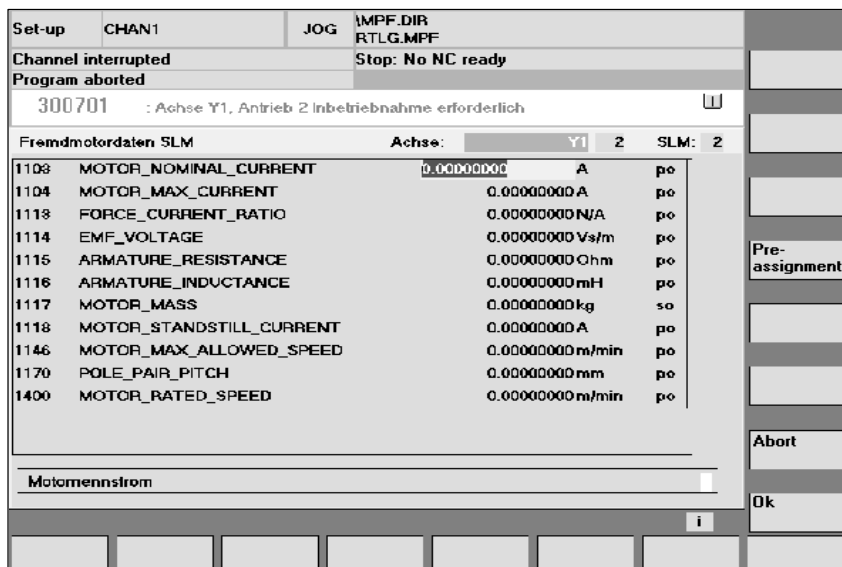 Set-up CHAN1 JOG \MPF.DIR
RTLG.MPF
Channel interrupted Stop: No NC ready
Program aborted
300701 : Achse Y1, Antrieb 2 Inbetriebnahme erforderlich
Fremdmotordaten SLM Achse: Y1 2 SLM: 2
1103 MOTOR_NOMINAL_CURRENT 0.00000000 A po
1104 MOTOR_MAX_CURRENT 0.00000000 A po
1113 FORCE_CURRENT_RATIO 0.00000000 N/A po
1114 EMF_VOLTAGE 0.00000000 Vs/m po
1115 ARMATURE_RESISTANCE 0.00000000 Ohm po
1116 ARMATURE_INDUCTANCE 0.00000000 mH po
1117 MOTOR_MASS 0.00000000 kg so
1118 MOTOR_STANDSTILL_CURRENT 0.00000000 A po
1146 MOTOR_MAX_ALLOWED_SPEED 0.00000000 m/min po
1170 POLE_PAIR_PITCH 0.00000000 mm po
1400 MOTOR_RATED_SPEED 0.00000000 m/min po
Motornennstrom
i
Pre-
assignment
Abort
Ok